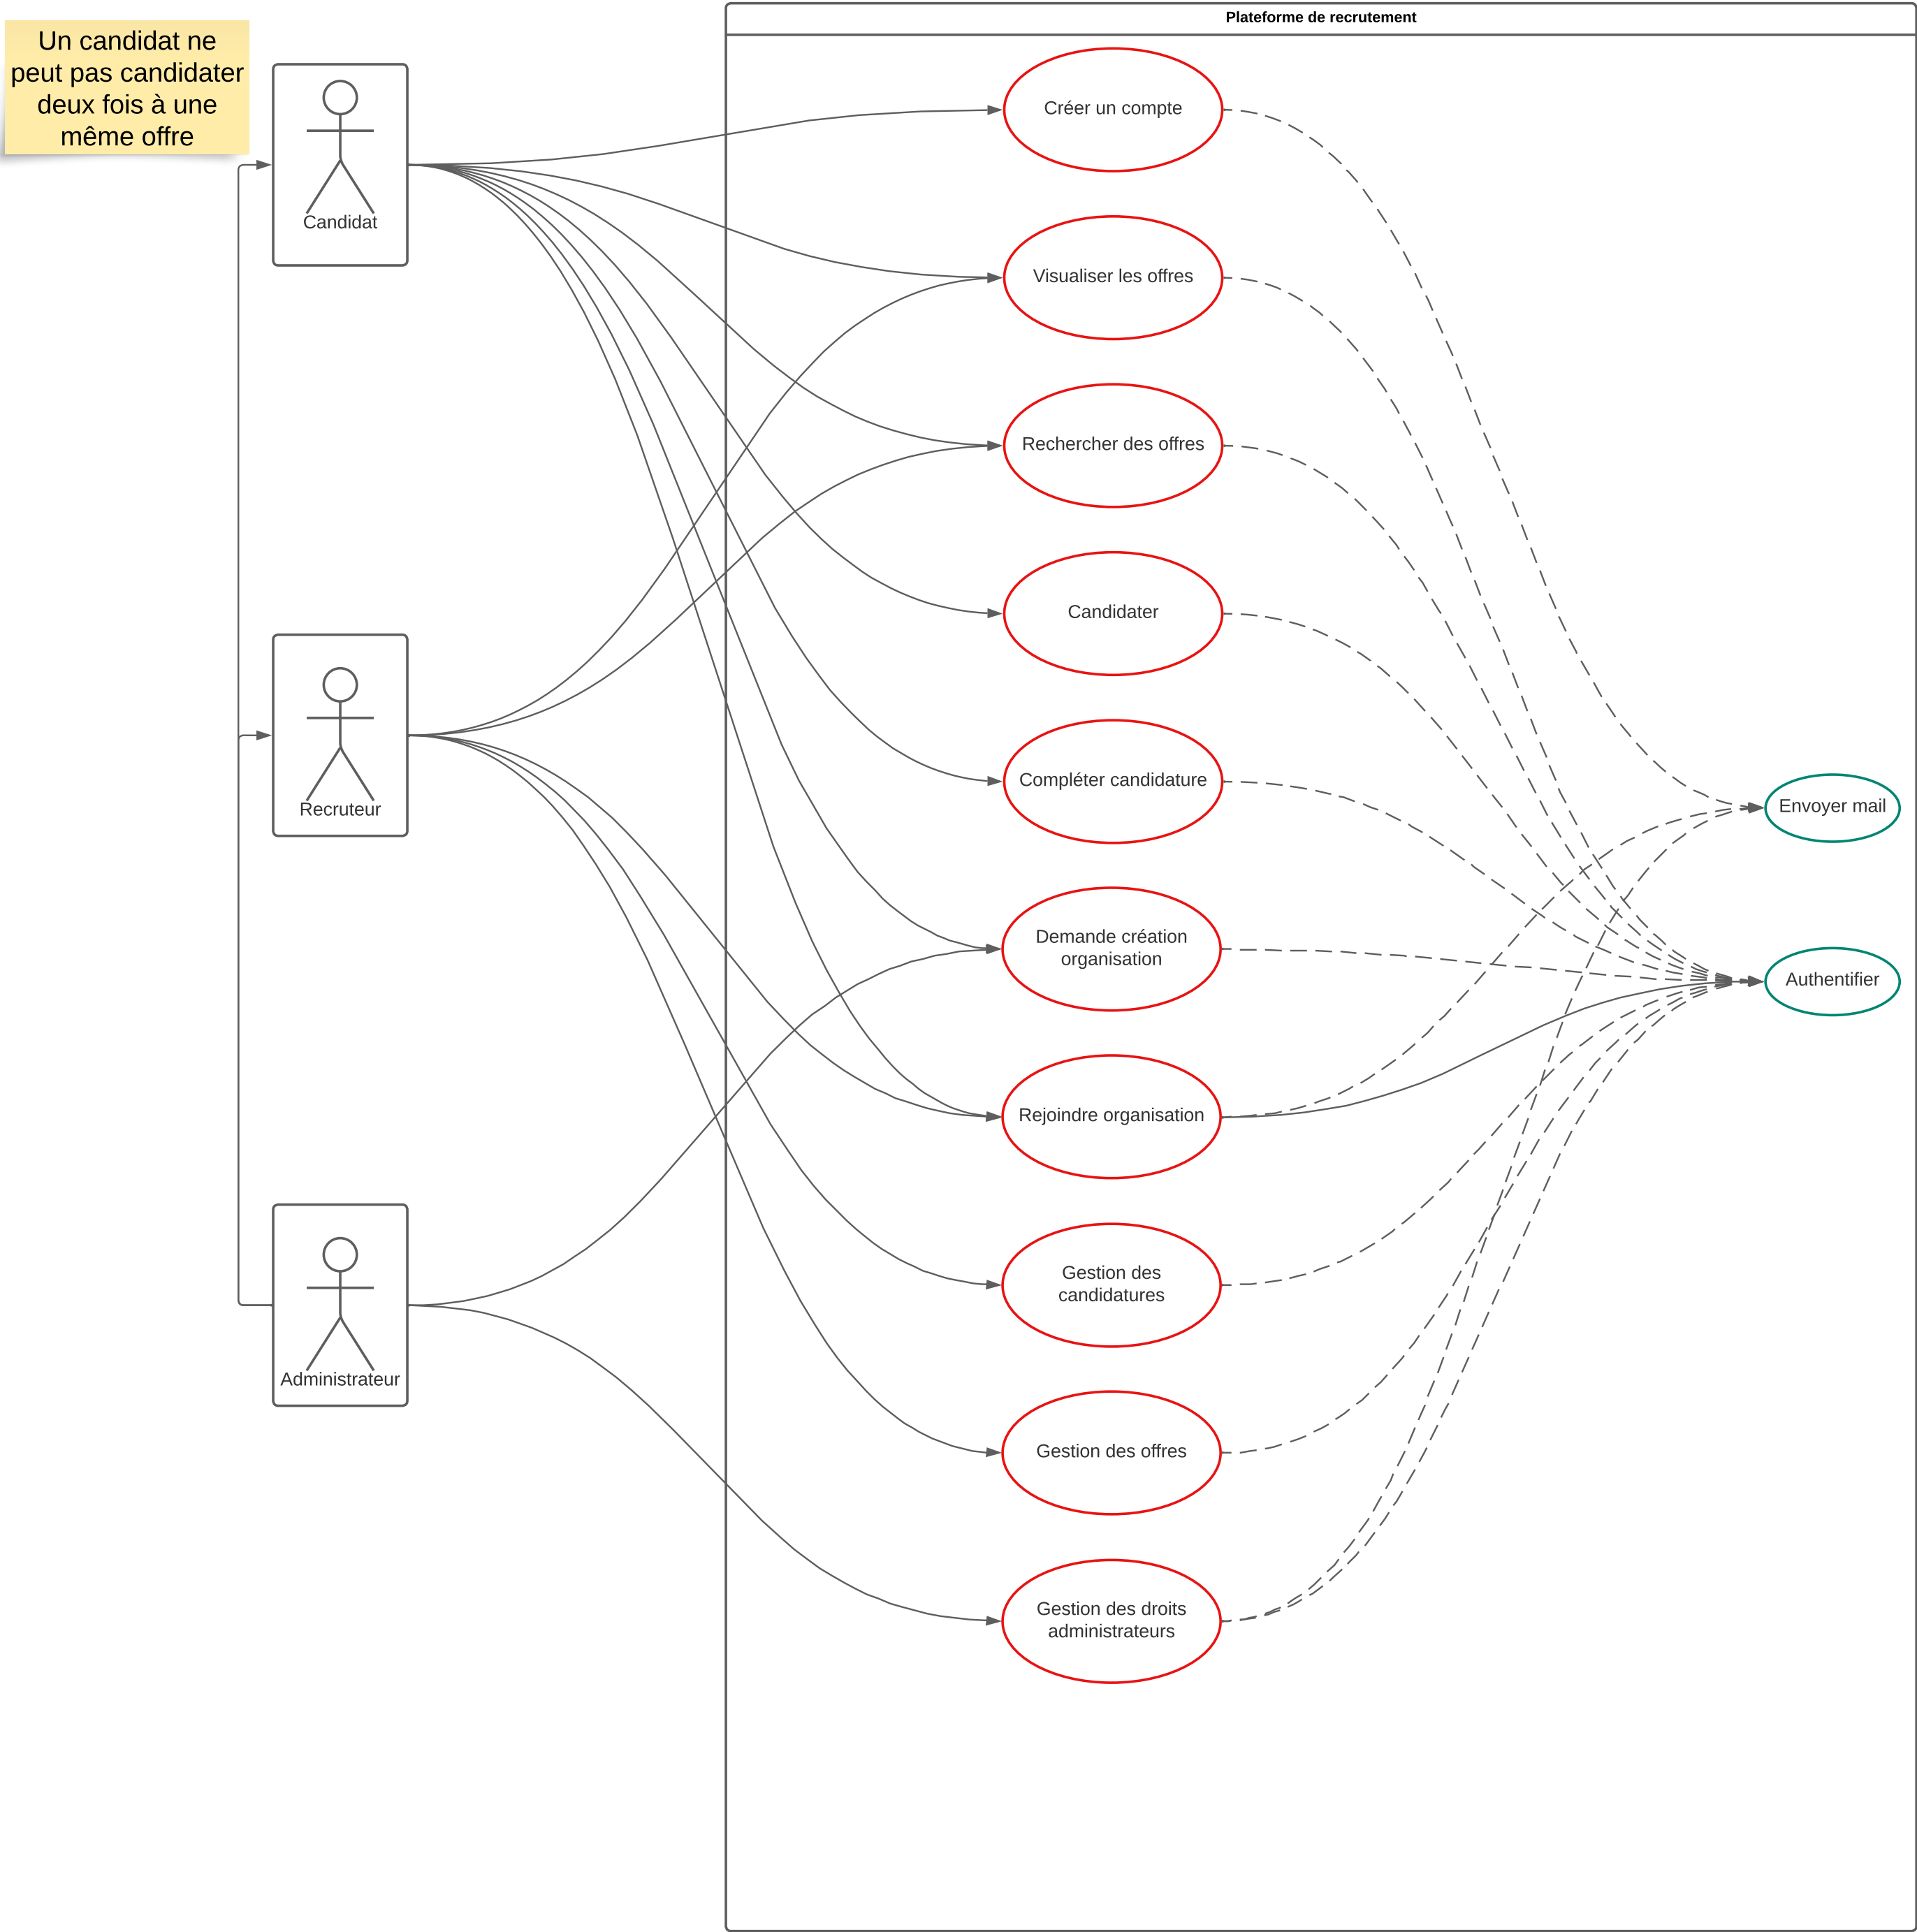 Plateforme de recrutement
Un candidat ne
peut pas candidater
deux fois à une
même offre
Candidat
Recruteur
Administrateur
Créer un compte
Visualiser les offres
Rechercher des offres
Candidater
Compléter candidature
Demande création
organisation
Rejoindre organisation
Gestion des
candidatures
Gestion des offres
Gestion des droits
administrateurs
Envoyer mail
Authentifier